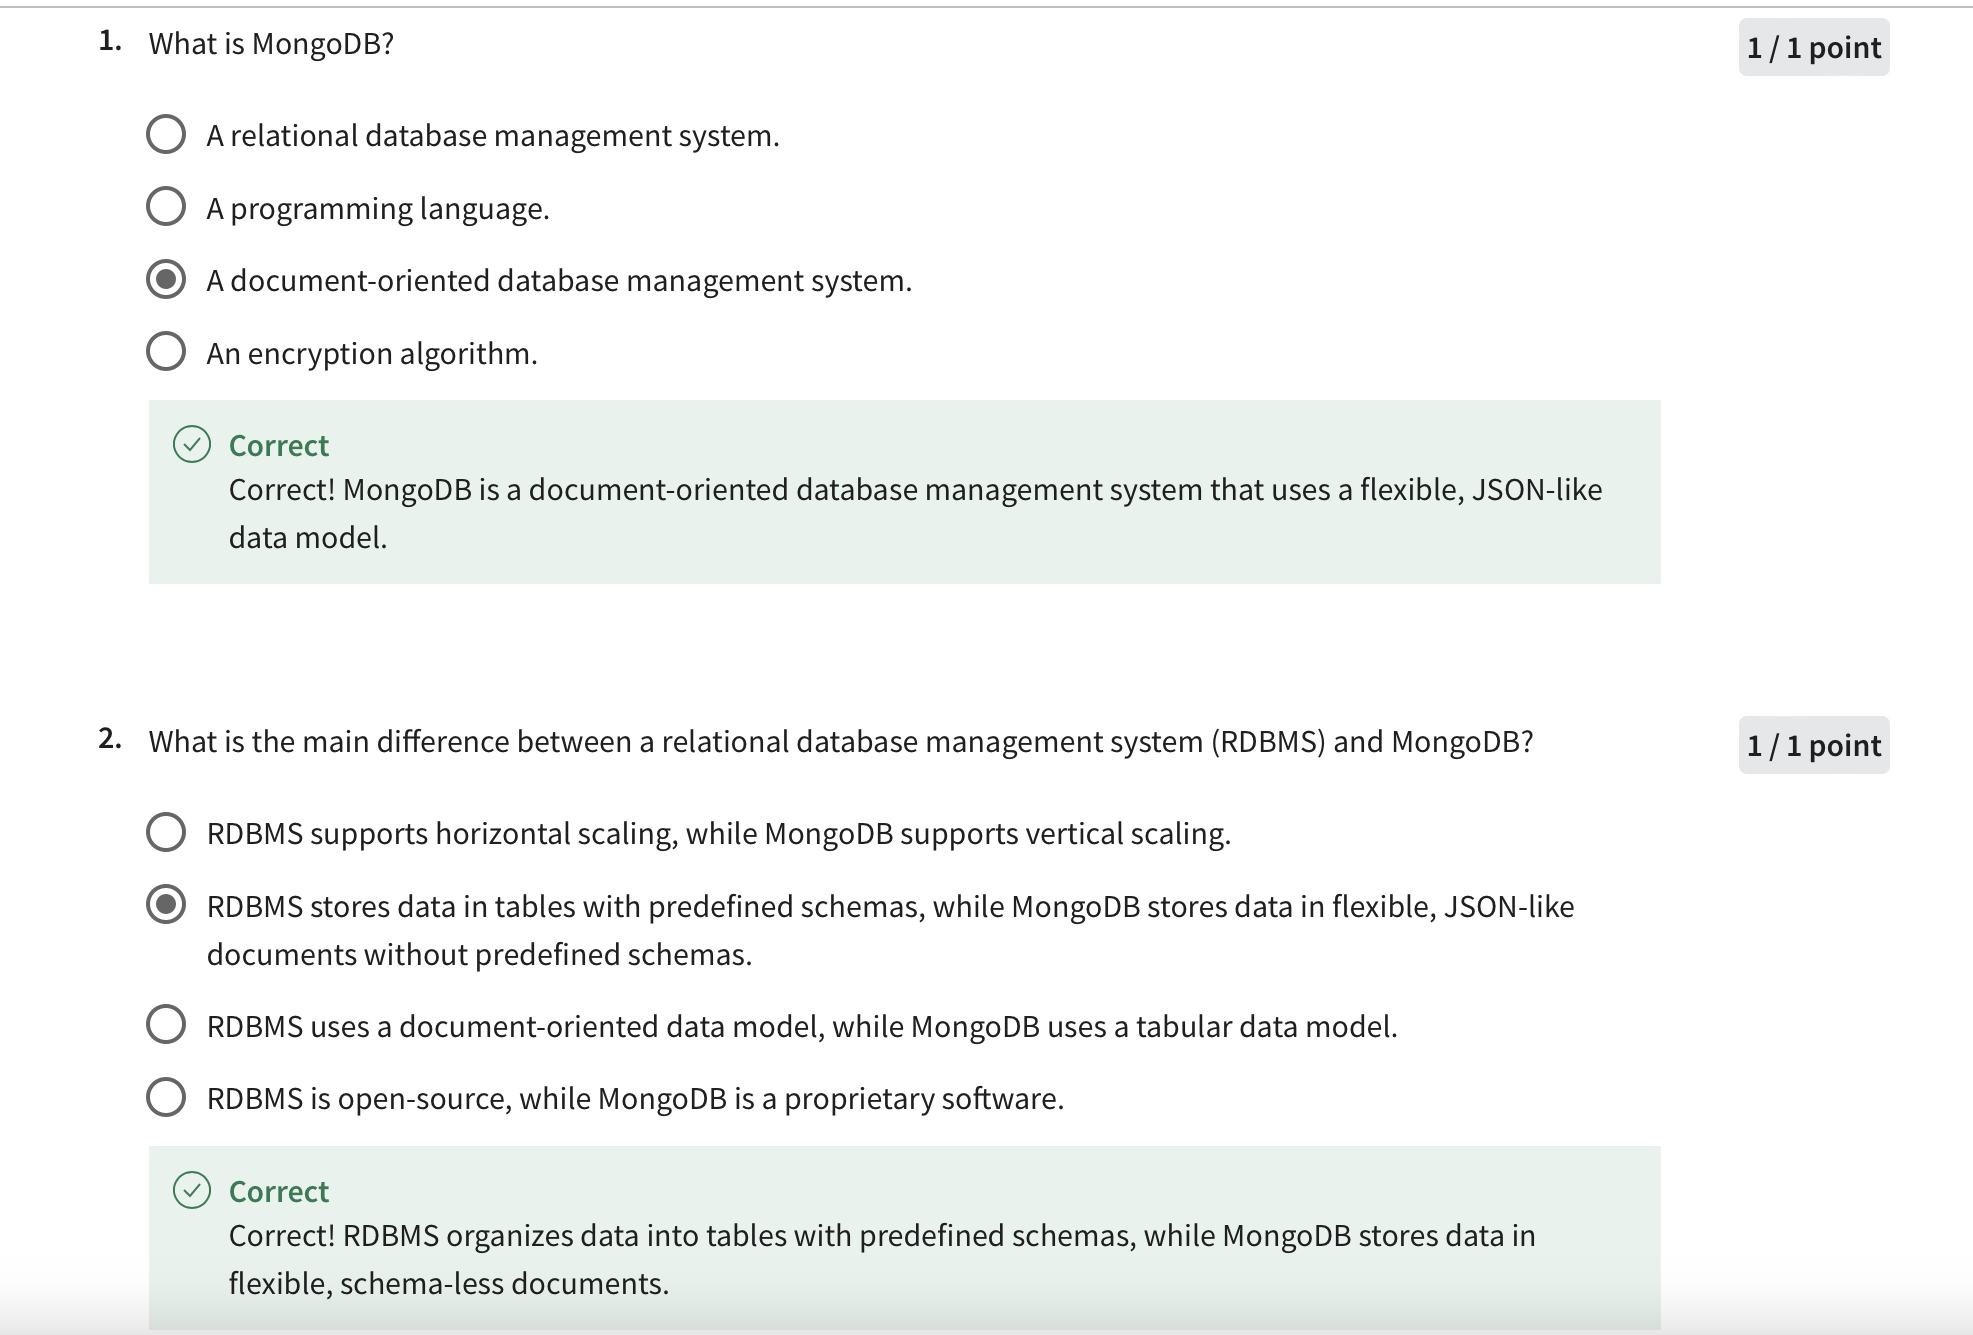 1. What is MongoDB?
1 / 1 point
A relational database management system.
A programming language.
A document-oriented database management system.
An encryption algorithm.
Correct
Correct! MongoDB is a document-oriented database management system that uses a flexible, JSON-like
data model.
2. What is the main difference between a relational database management system (RDBMS) and MongoDB?
1 / 1 point
RDBMS supports horizontal scaling, while MongoDB supports vertical scaling.
RDBMS stores data in tables with predefined schemas, while MongoDB stores data in flexible, JSON-like
documents without predefined schemas.
RDBMS uses a document-oriented data model, while MongoDB uses a tabular data model.
RDBMS is open-source, while MongoDB is a proprietary software.
Correct
Correct! RDBMS organizes data into tables with predefined schemas, while MongoDB stores data in
flexible, schema-less documents.